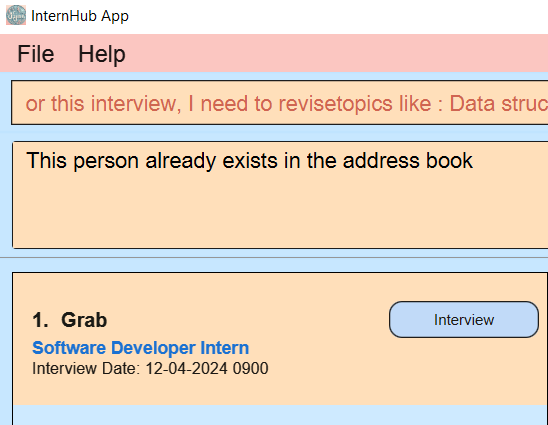 InternHub App
File Help
or this interview, I need to revisetopics like : Data struc
This person already exists in the address book
1. Grab
Interview
Software Developer Intern
Interview Date: 12-04-2024 0900